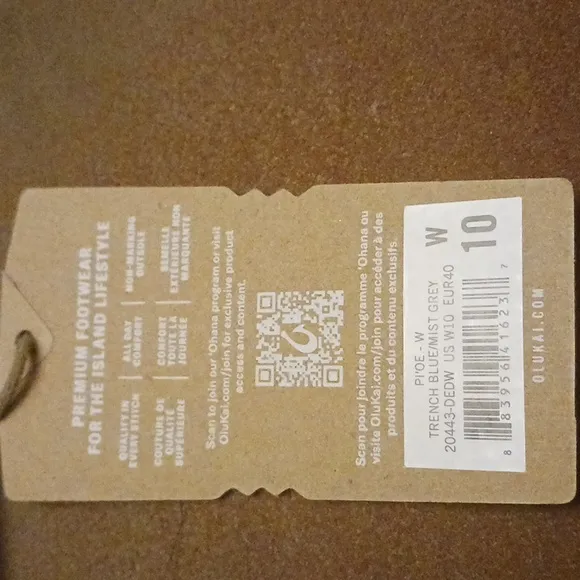 PREMIUM FOOTWEAR
FOR THE ISLAND LIFESTYLE
QUALITY IN
EVERY STITCH
ALL-DAY
COMFORT
NON-MARKING
OUTSOLE
COUTURE DE
QUALITÉ
SUPÉRIEURE
CONFORT
TOUTE LA
JOURNÉE
SEMELLE
EXTÉRIEURE NON
MARQUANTE
Scan to join our 'Ohana program or visit
OluKai.com/join for exclusive product
access and content.
Scan pour joindre le programme 'Ohana ou
visite OluKai.com/join pour accéder à des
produits et du contenu exclusifs.
PI'OE - W
TRENCH BLUE/MIST GREY
20443-DEDW US W10 EUR40
W
10
8 83956 41623 7
OLUKAI.COM